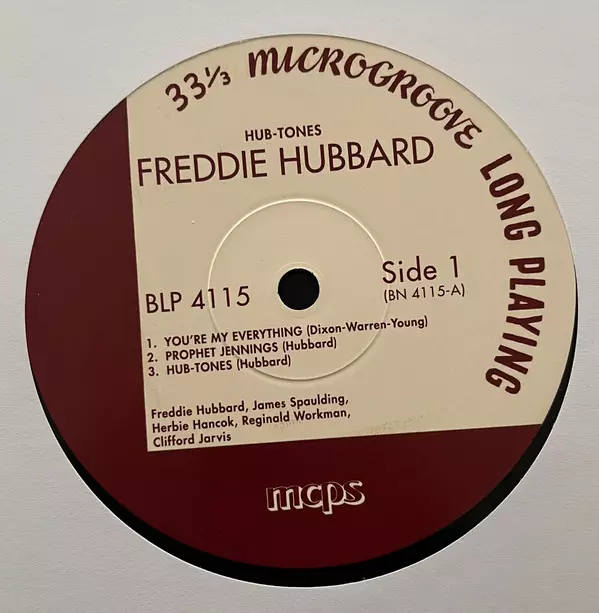 33⅓ MICROGROOVE LONG PLAYING
HUB-TONES
FREDDIE HUBBARD
BLP 4115
Side 1
(BN 4115-A)
1. YOU'RE MY EVERYTHING (Dixon-Warren-Young)
2. PROPHET JENNINGS (Hubbard)
3. HUB-TONES (Hubbard)
Freddie Hubbard, James Spaulding,
Herbie Hancok, Reginald Workman,
Clifford Jarvis
mcps